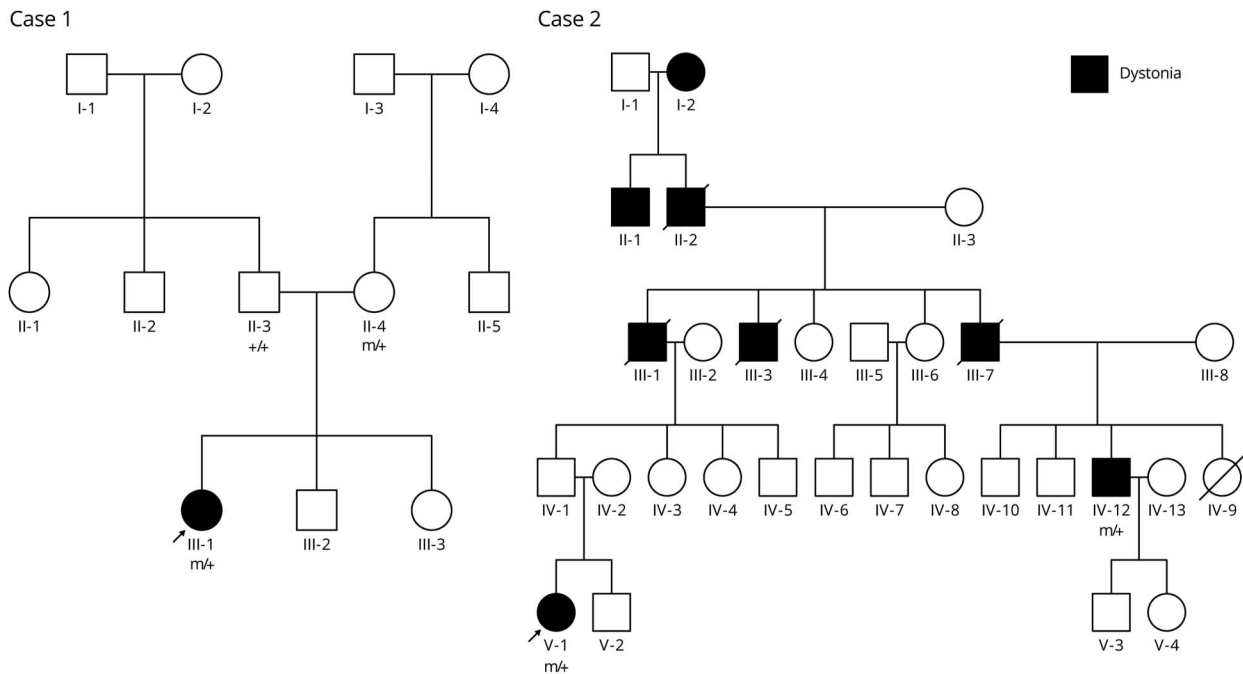 Case 1
Case 2
Dystonia
I-1
I-2
I-3
I-4
II-1
II-2
II-3
+/+
II-4
m/+
II-5
III-1
m/+
III-2
III-3
I-1
I-2
II-1
II-2
II-3
III-1
III-2
III-3
III-4
III-5
III-6
III-7
III-8
IV-1
IV-2
IV-3
IV-4
IV-5
IV-6
IV-7
IV-8
IV-10
IV-11
IV-12
m/+
IV-13
IV-9
V-1
m/+
V-2
V-3
V-4